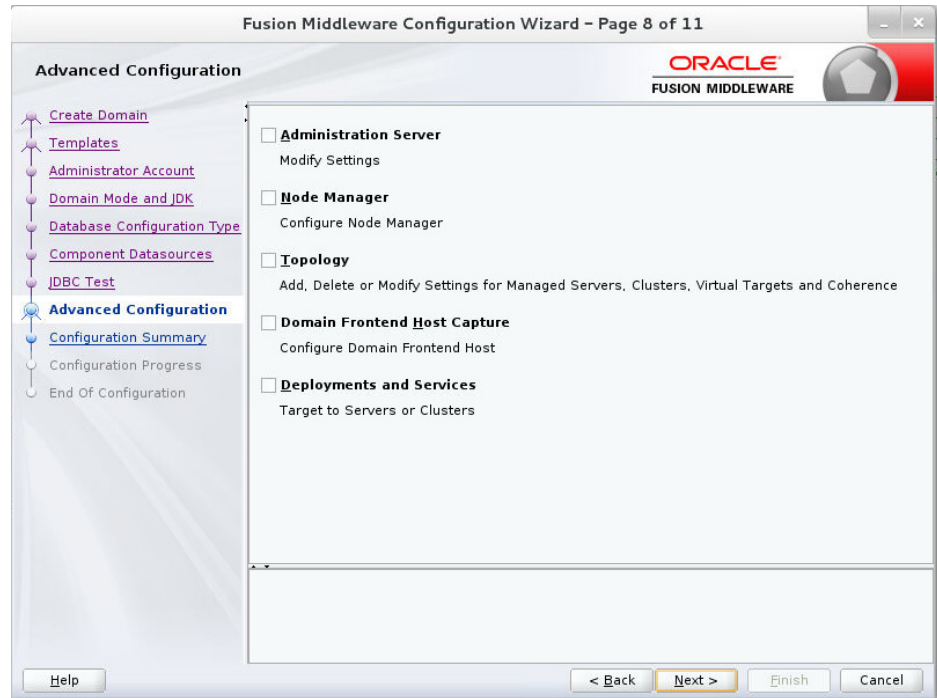 Fusion Middleware Configuration Wizard – Page 8 of 11
Advanced Configuration
ORACLE
FUSION MIDDLEWARE
Create Domain
Templates
Administrator Account
Domain Mode and JDK
Database Configuration Type
Component Datasources
JDBC Test
Advanced Configuration
Configuration Summary
Configuration Progress
End Of Configuration
Administration Server
Modify Settings
Node Manager
Configure Node Manager
Topology
Add, Delete or Modify Settings for Managed Servers, Clusters, Virtual Targets and Coherence
Domain Frontend Host Capture
Configure Domain Frontend Host
Deployments and Services
Target to Servers or Clusters
Help
< Back
Next >
Finish
Cancel